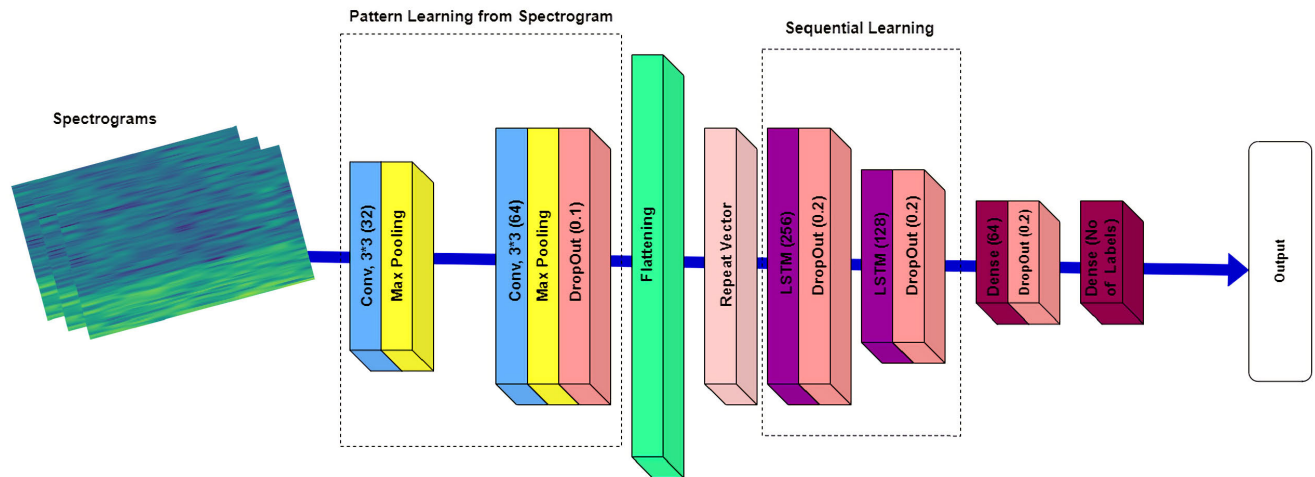 Pattern Learning from Spectrogram
Sequential Learning
Spectrograms
Conv, 3*3 (32)
Max Pooling
Conv, 3*3 (64)
Max Pooling
DropOut (0.1)
Flattening
Repeat Vector
LSTM (256)
DropOut (0.2)
LSTM (128)
DropOut (0.2)
Dense (64)
DropOut (0.2)
Dense (No
of Labels)
Output